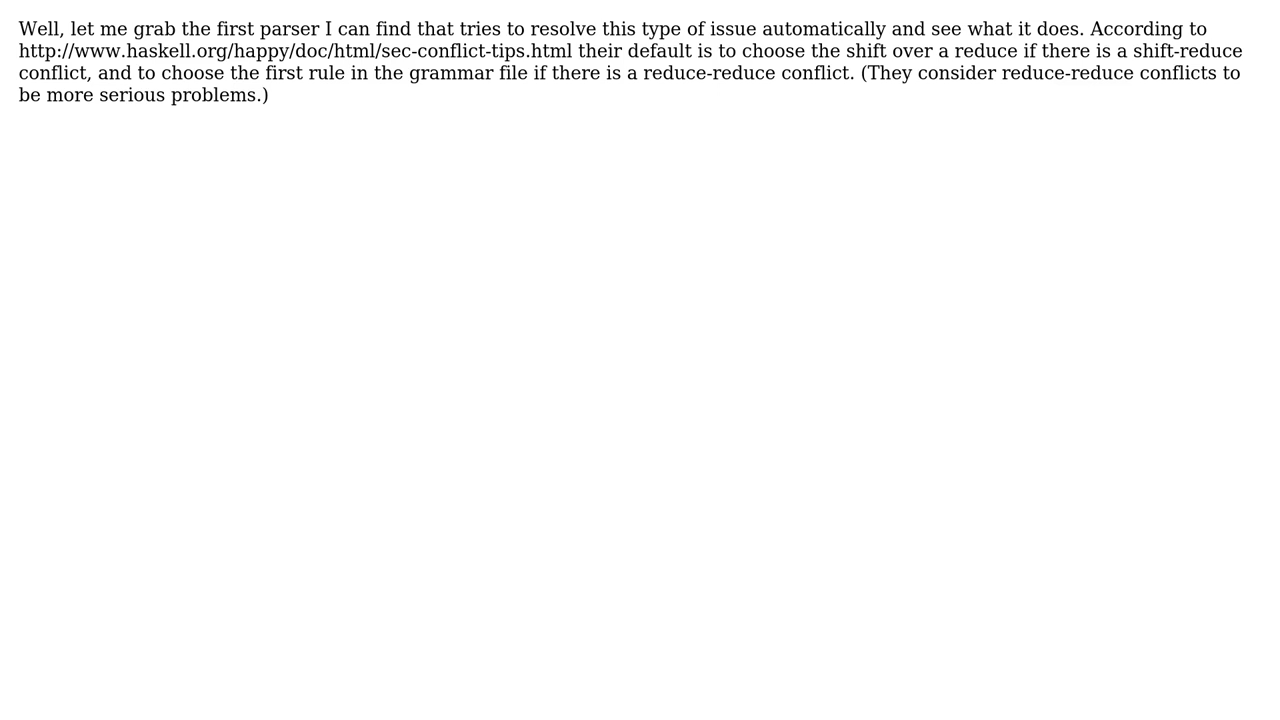 Well, let me grab the first parser I can find that tries to resolve this type of issue automatically and see what it does. According to
http://www.haskell.org/happy/doc/html/sec-conflict-tips.html their default is to choose the shift over a reduce if there is a shift-reduce
conflict, and to choose the first rule in the grammar file if there is a reduce-reduce conflict. (They consider reduce-reduce conflicts to
be more serious problems.)